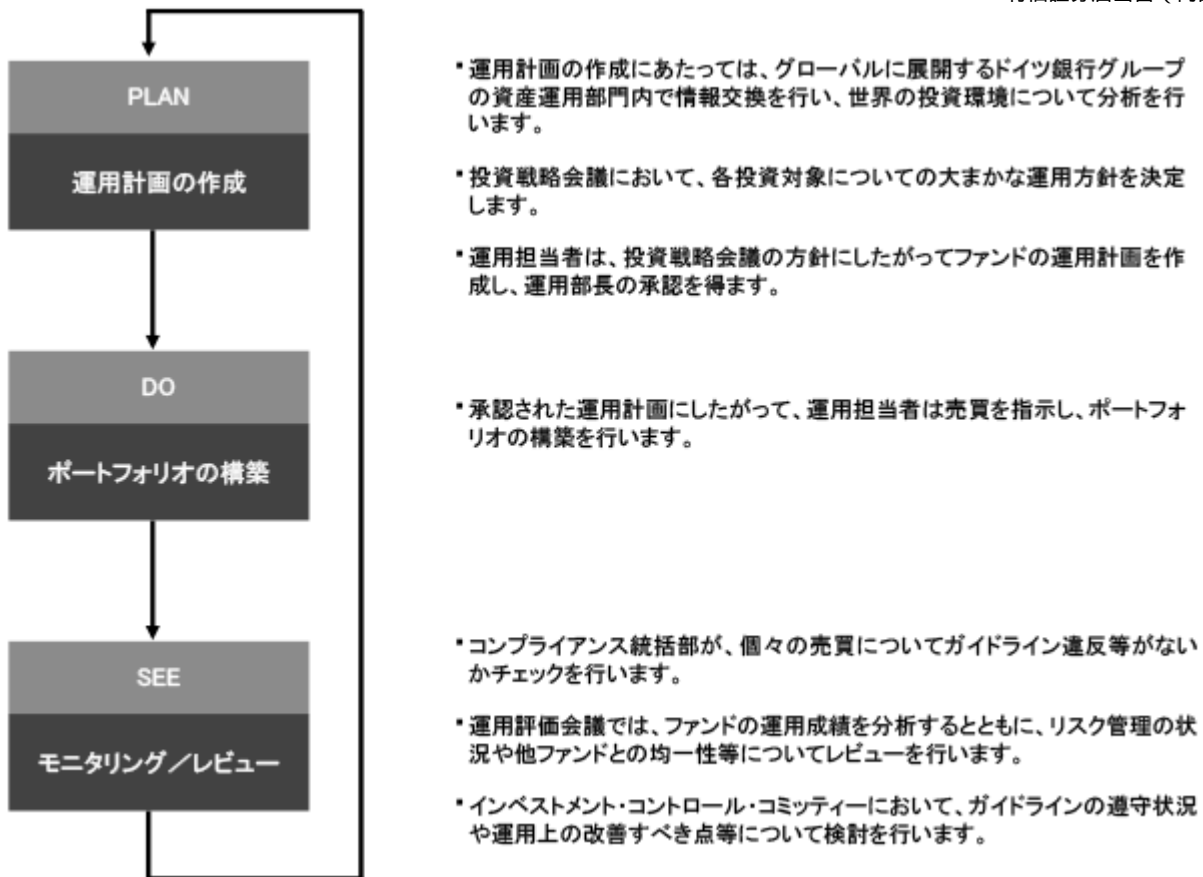 PLAN
運用計画の作成
▪運用計画の作成にあたっては、グローバルに展開するドイツ銀行グループ
の資産運用部門内で情報交換を行い、世界の投資環境について分析を行
います。
▪投資戦略会議において、各投資対象についての大まかな運用方針を決定
します。
▪運用担当者は、投資戦略会議の方針にしたがってファンドの運用計画を作
成し、運用部長の承認を得ます。
DO
ポートフォリオの構築
▪承認された運用計画にしたがって、運用担当者は売買を指示し、ポートフォ
リオの構築を行います。
SEE
モニタリング／レビュー
▪コンプライアンス統括部が、個々の売買についてガイドライン違反等がない
かチェックを行います。
▪運用評価会議では、ファンドの運用成績を分析するとともに、リスク管理の状
況や他ファンドとの均一性等についてレビューを行います。
▪インベストメント・コントロール・コミッティーにおいて、ガイドラインの遵守状況
や運用上の改善すべき点等について検討を行います。